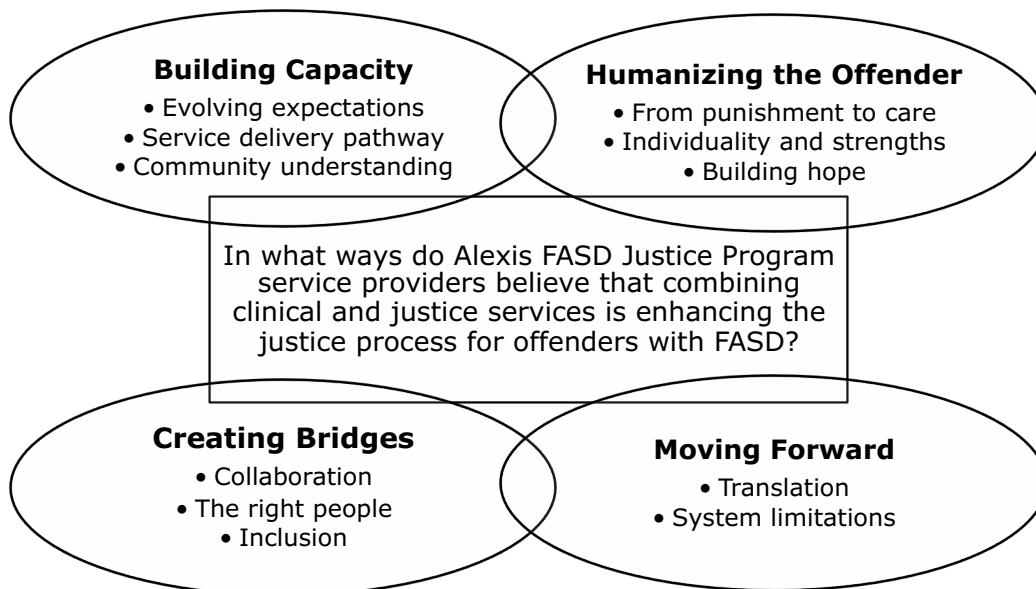 Building Capacity
• Evolving expectations
• Service delivery pathway
• Community understanding
Humanizing the Offender
• From punishment to care
• Individuality and strengths
• Building hope
In what ways do Alexis FASD Justice Program
service providers believe that combining
clinical and justice services is enhancing the
justice process for offenders with FASD?
Creating Bridges
• Collaboration
• The right people
• Inclusion
Moving Forward
• Translation
• System limitations